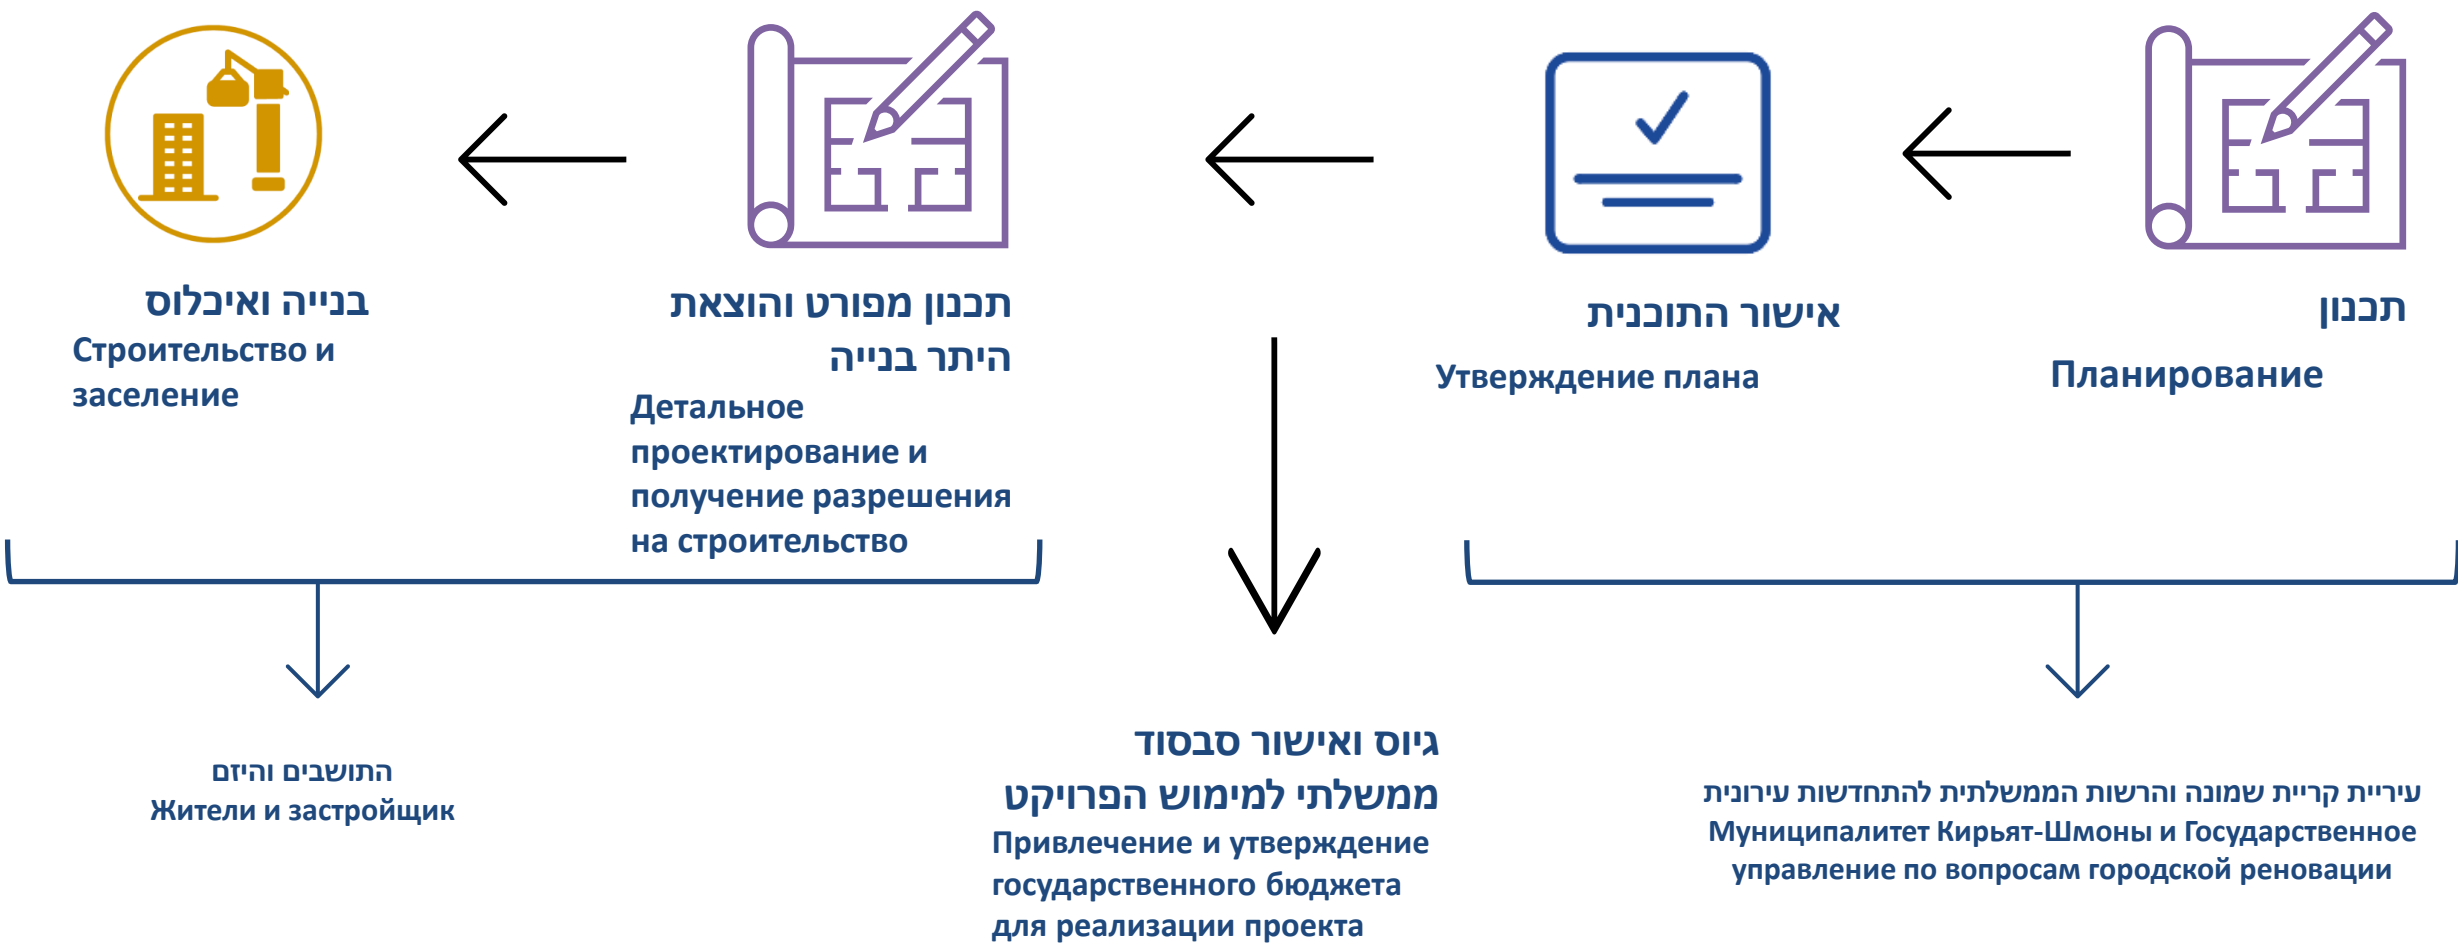 תכנון
Планирование
אישור התוכנית
Утверждение плана
תכנון מפורט והוצאת
היתר בנייה
Детальное
проектирование и
получение разрешения
на строительство
בנייה ואיכלוס
Строительство и
заселение
עיריית קריית שמונה והרשות הממשלתית להתחדשות עירונית
Муниципалитет Кирьят-Шмоны и Государственное
управление по вопросам городской реновации
גיוס ואישור סבסוד
ממשלתי למימוש הפרויקט
Привлечение и утверждение
государственного бюджета
для реализации проекта
התושבים והיזם
Жители и застройщик